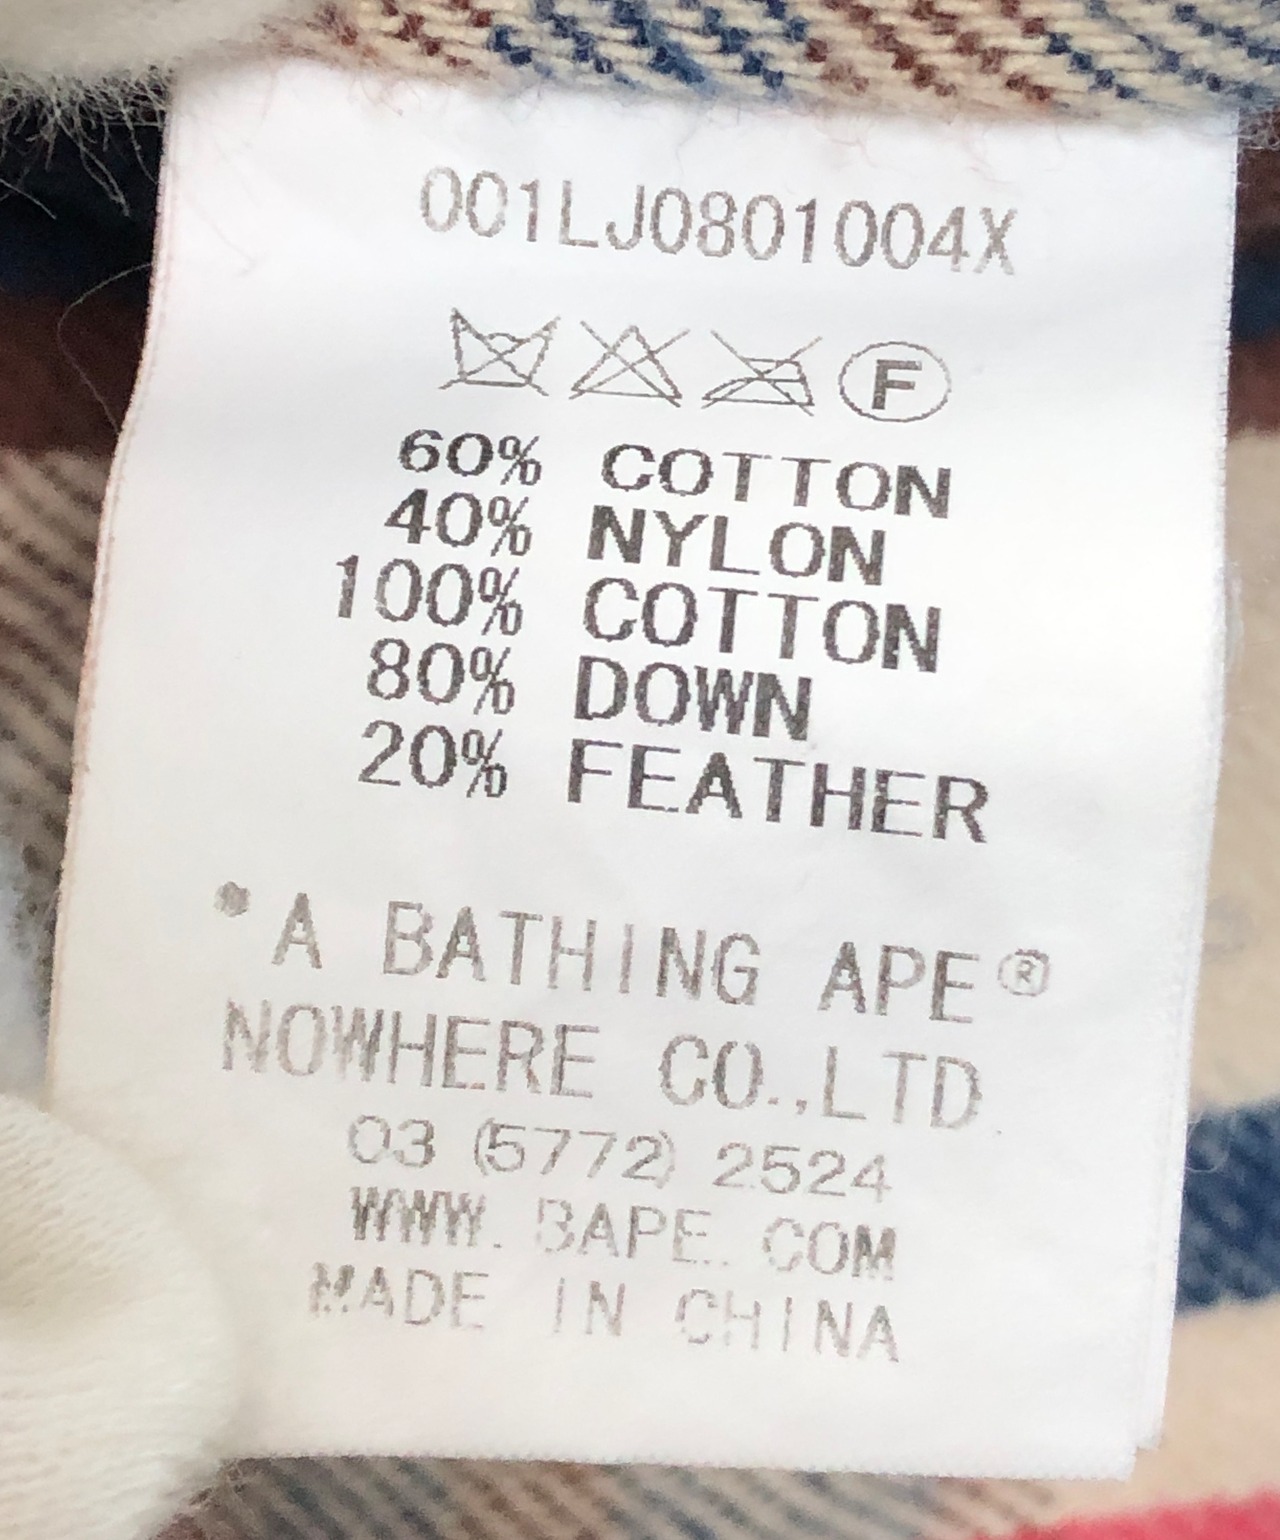 001LJ0801004X
F
60% COTTON
40% NYLON
100% COTTON
80% DOWN
20% FEATHER
*A BATHING APE®
NOWHERE CO.,LTD
03 (5772) 2524
WWW. BAPE. COM
MADE IN CHINA